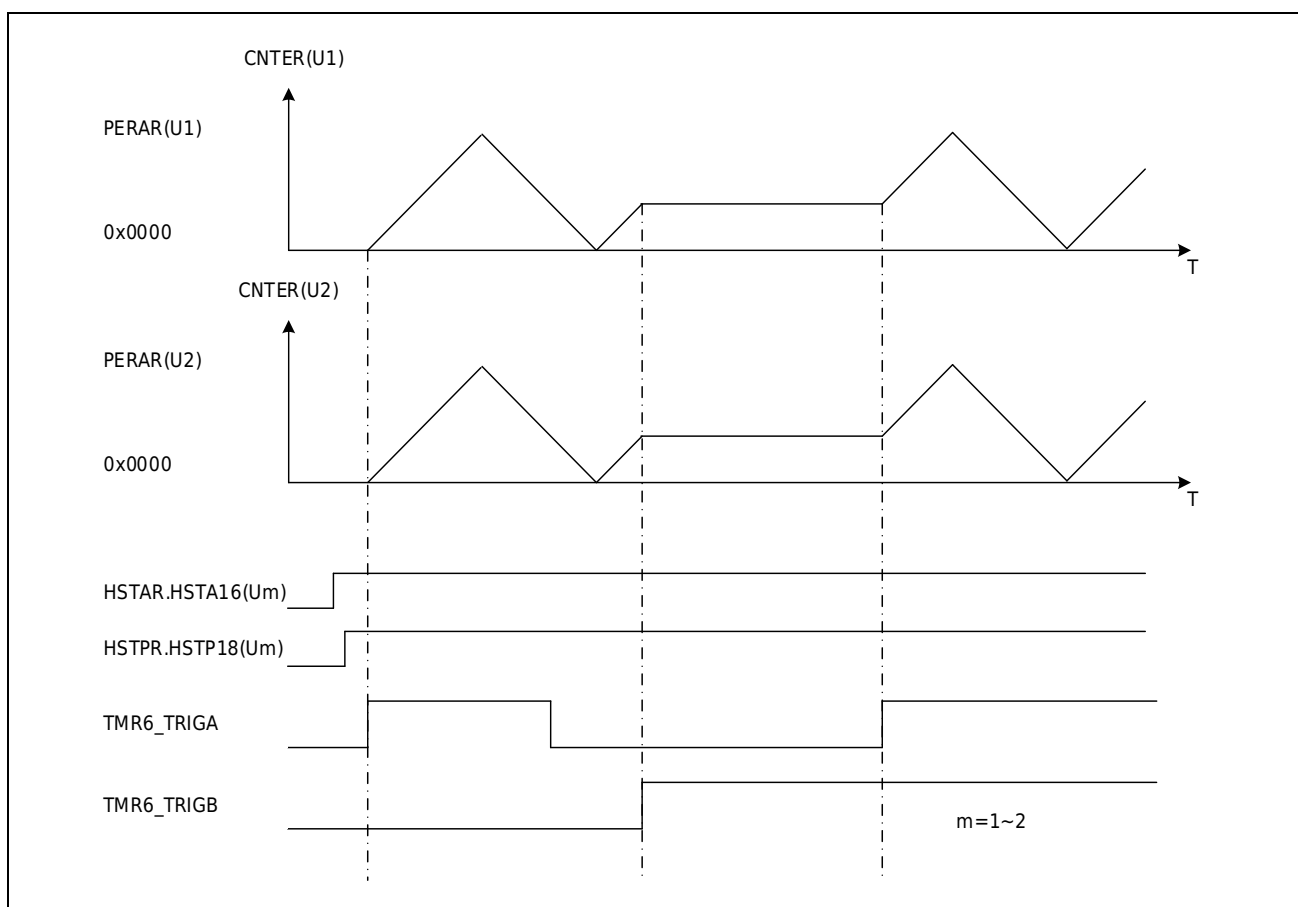 CNTER(U1)
PERAR(U1)
0x0000
T
CNTER(U2)
PERAR(U2)
0x0000
T
HSTAR.HSTA16(Um)
HSTPR.HSTP18(Um)
TMR6_TRIGA
TMR6_TRIGB
m=1~2